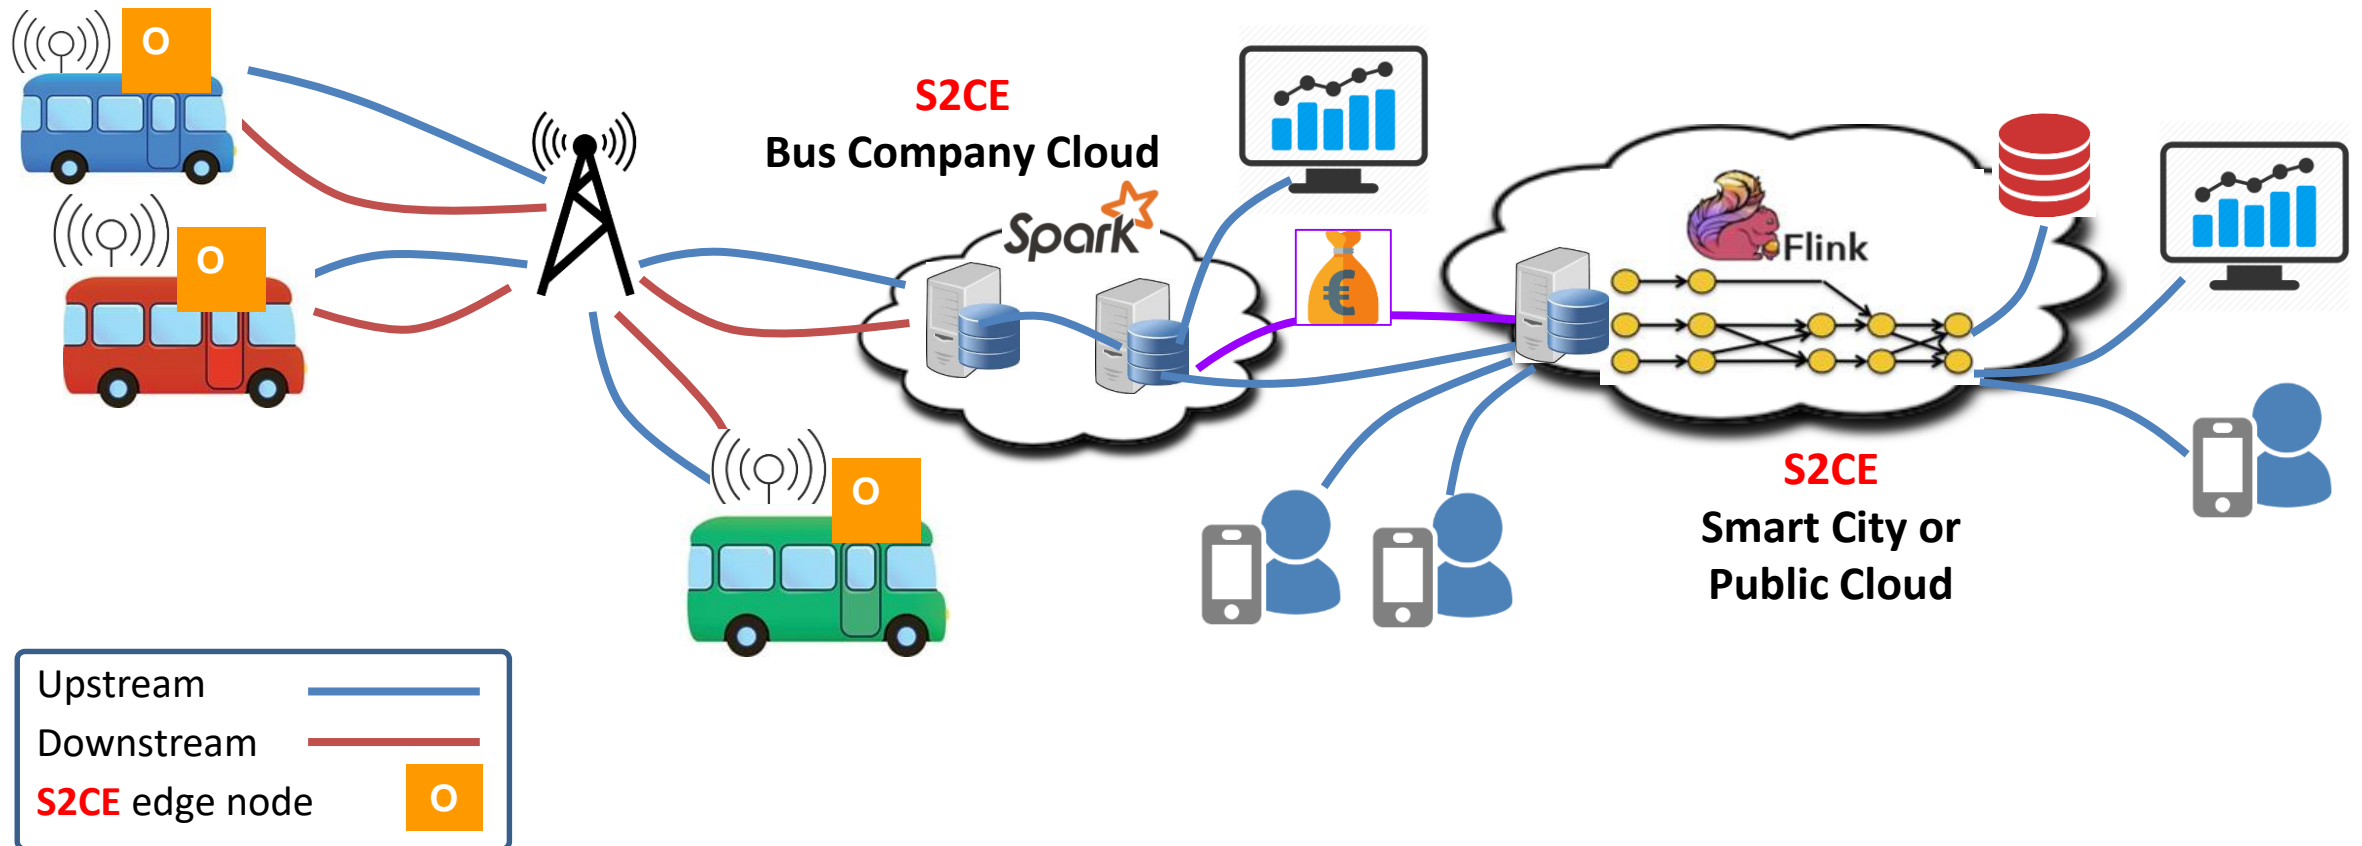 O
O
S2CE
Bus Company Cloud
Spark
€
Flink
O
S2CE
Smart City or
Public Cloud
Upstream
Downstream
S2CE edge node
O